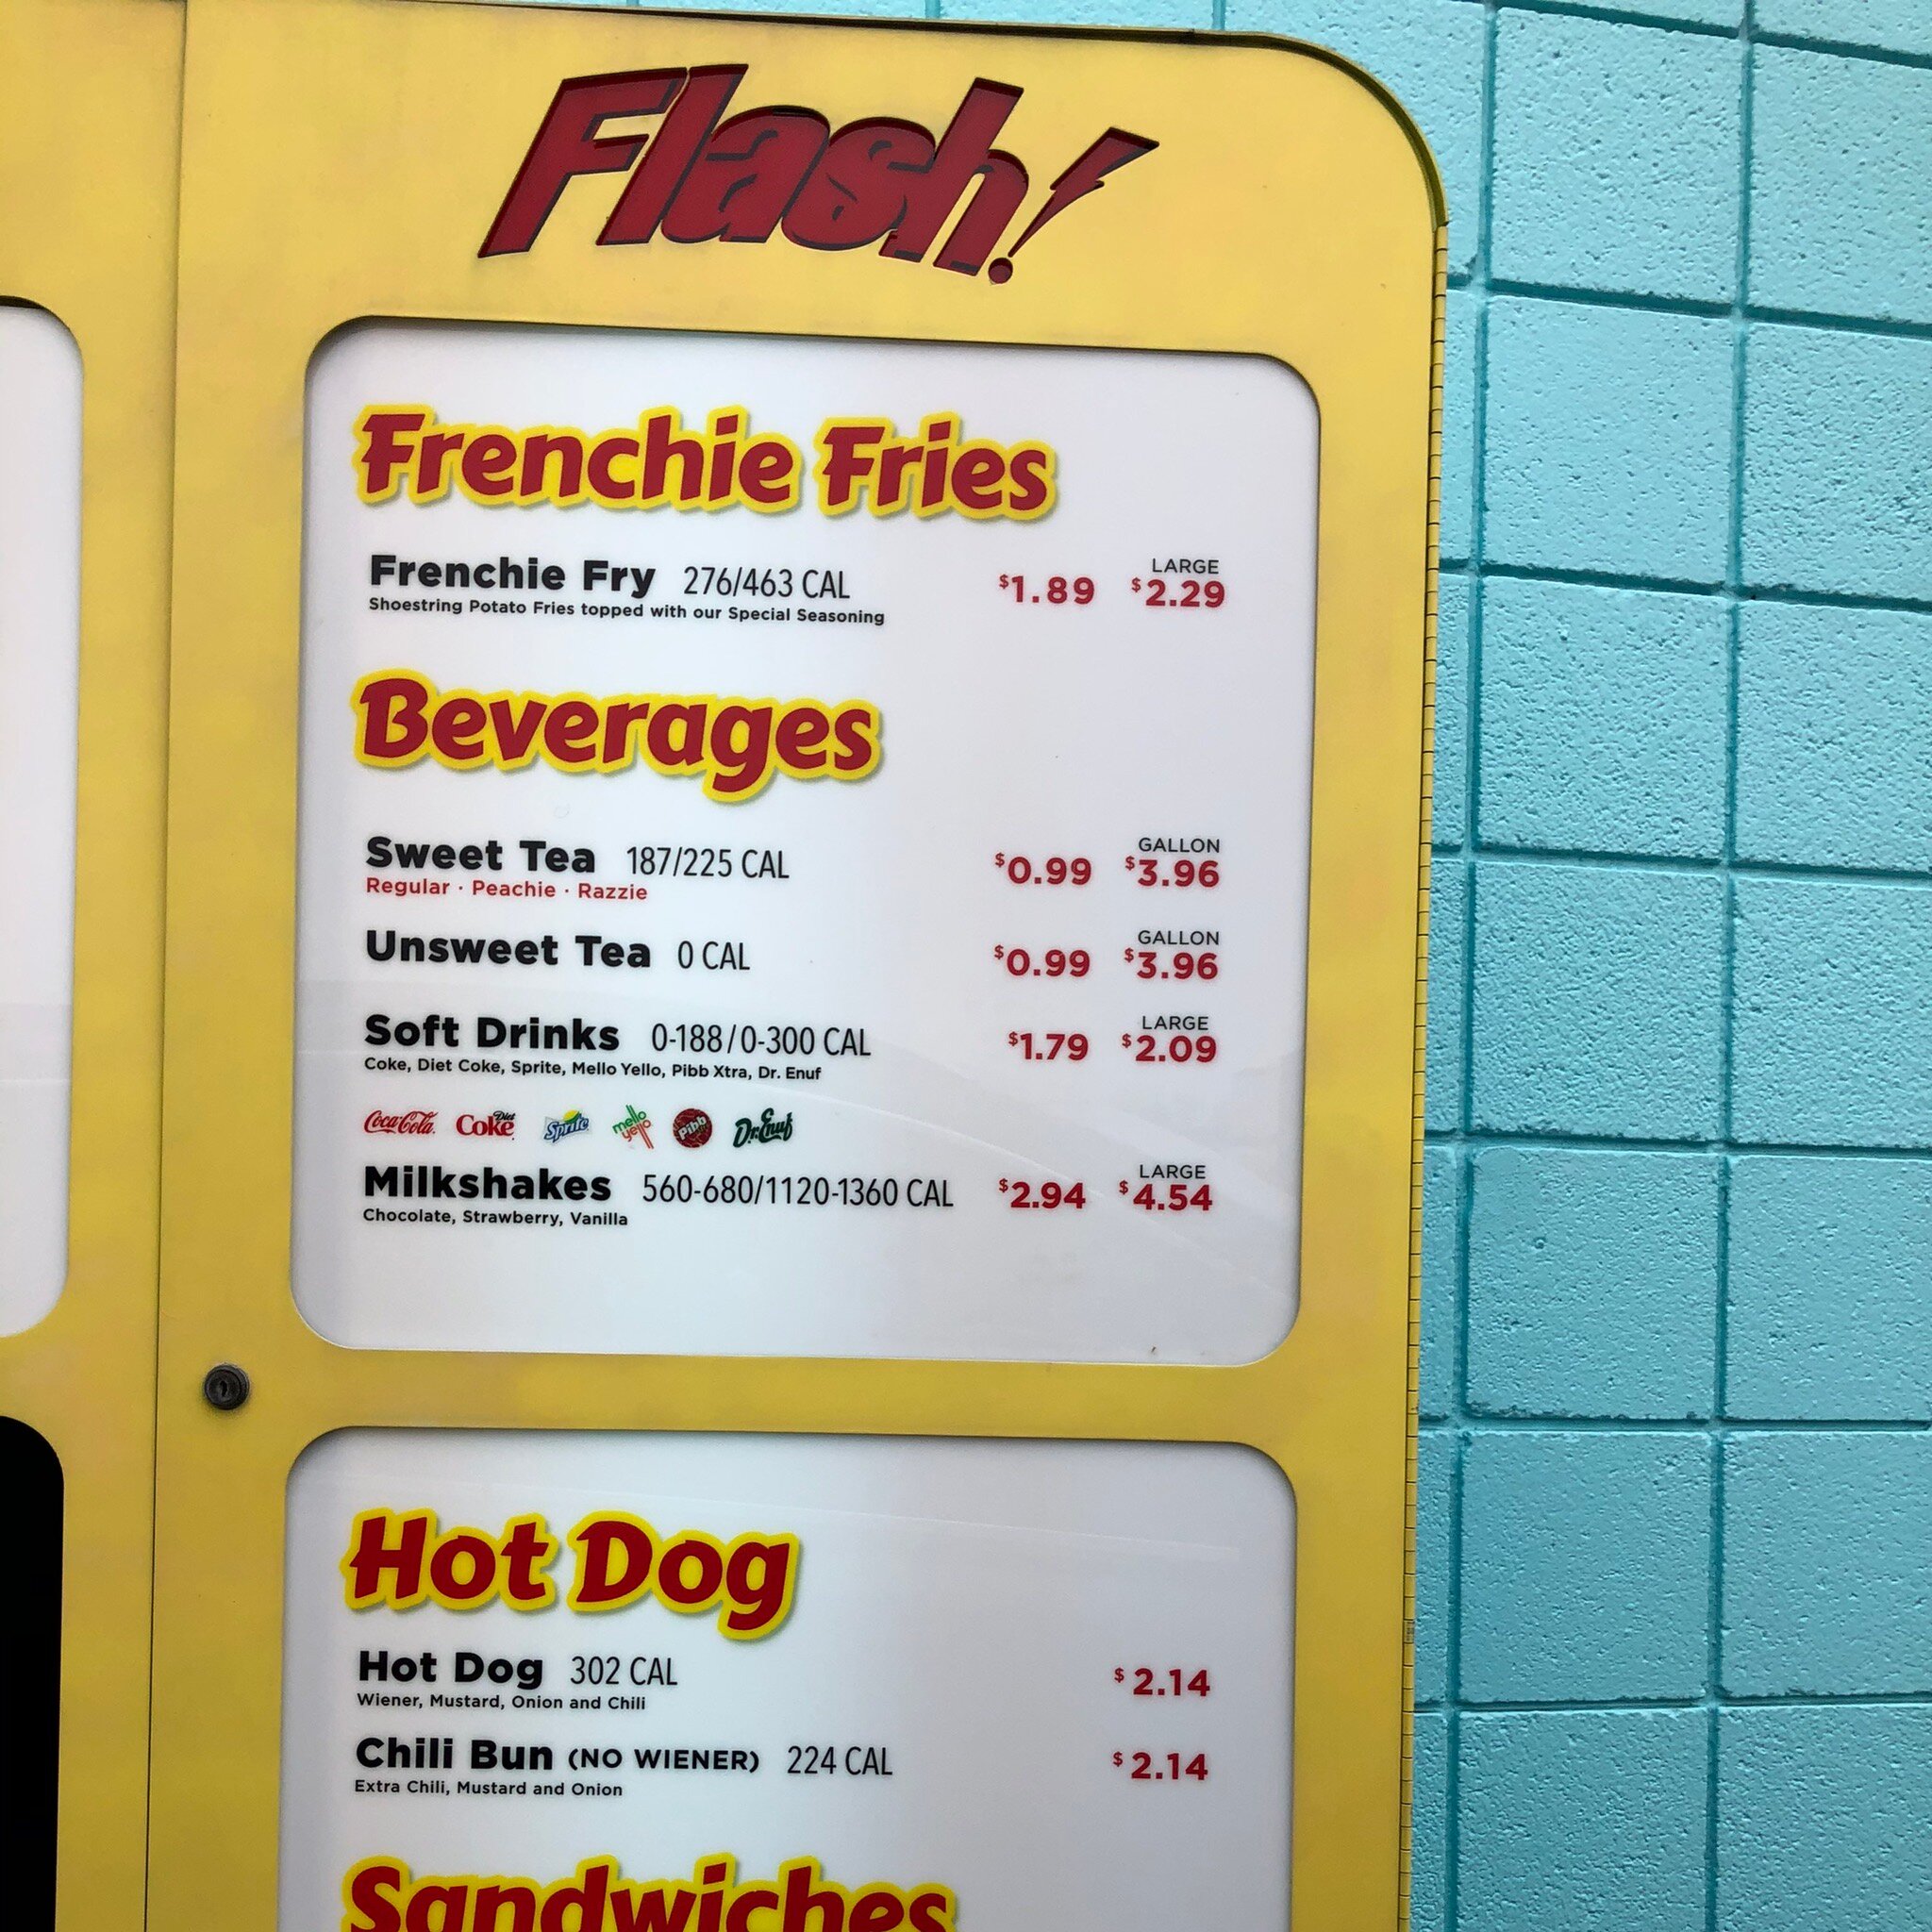 Flash!
Frenchie Fries
Frenchie Fry 276/463 CAL $1.89 LARGE $2.29
Shoestring Potato Fries topped with our Special Seasoning
Beverages
Sweet Tea 187/225 CAL $0.99 GALLON $3.96
Regular · Peachie · Razzie
Unsweet Tea 0 CAL $0.99 GALLON $3.96
Soft Drinks 0-188/0-300 CAL $1.79 LARGE $2.09
Coke, Diet Coke, Sprite, Mello Yello, Pibb Xtra, Dr. Enuf
Coca-Cola Diet Coke Sprite mello yello Pibb Dr. Enuf
Milkshakes 560-680/1120-1360 CAL $2.94 LARGE $4.54
Chocolate, Strawberry, Vanilla
Hot Dog
Hot Dog 302 CAL $2.14
Wiener, Mustard, Onion and Chili
Chili Bun (NO WIENER) 224 CAL $2.14
Extra Chili, Mustard and Onion
Sandwiches